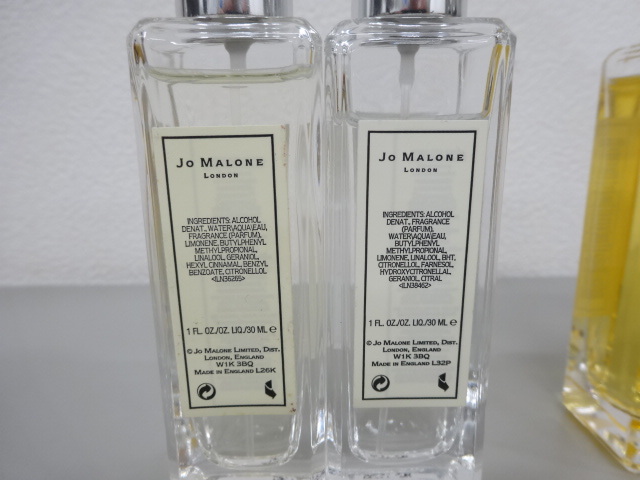 JO MALONE
LONDON
INGREDIENTS: ALCOHOL
DENAT., WATER\AQUA\EAU,
FRAGRANCE (PARFUM),
LIMONENE, BUTYLPHENYL
METHYLPROPIONAL,
LINALOOL, GERANIOL,
HEXYL CINNAMAL, BENZYL
BENZOATE, CITRONELLOL
<ILN36265>
1 FL. OZ./OZ. LIQ./30 ML ℮
© JO MALONE LIMITED, DIST.
LONDON, ENGLAND
W1K 3BQ
MADE IN ENGLAND L26K
JO MALONE
LONDON
INGREDIENTS: ALCOHOL
DENAT., FRAGRANCE
(PARFUM),
WATER\AQUA\EAU,
BUTYLPHENYL
METHYLPROPIONAL,
LIMONENE, LINALOOL, BHT,
CITRONELLOL, FARNESOL,
HYDROXYCITRONELLAL,
GERANIOL, CITRAL
<ILN38462>
1 FL. OZ./OZ. LIQ./30 ML ℮
© JO MALONE LIMITED, DIST.
LONDON, ENGLAND
W1K 3BQ
MADE IN ENGLAND L32P